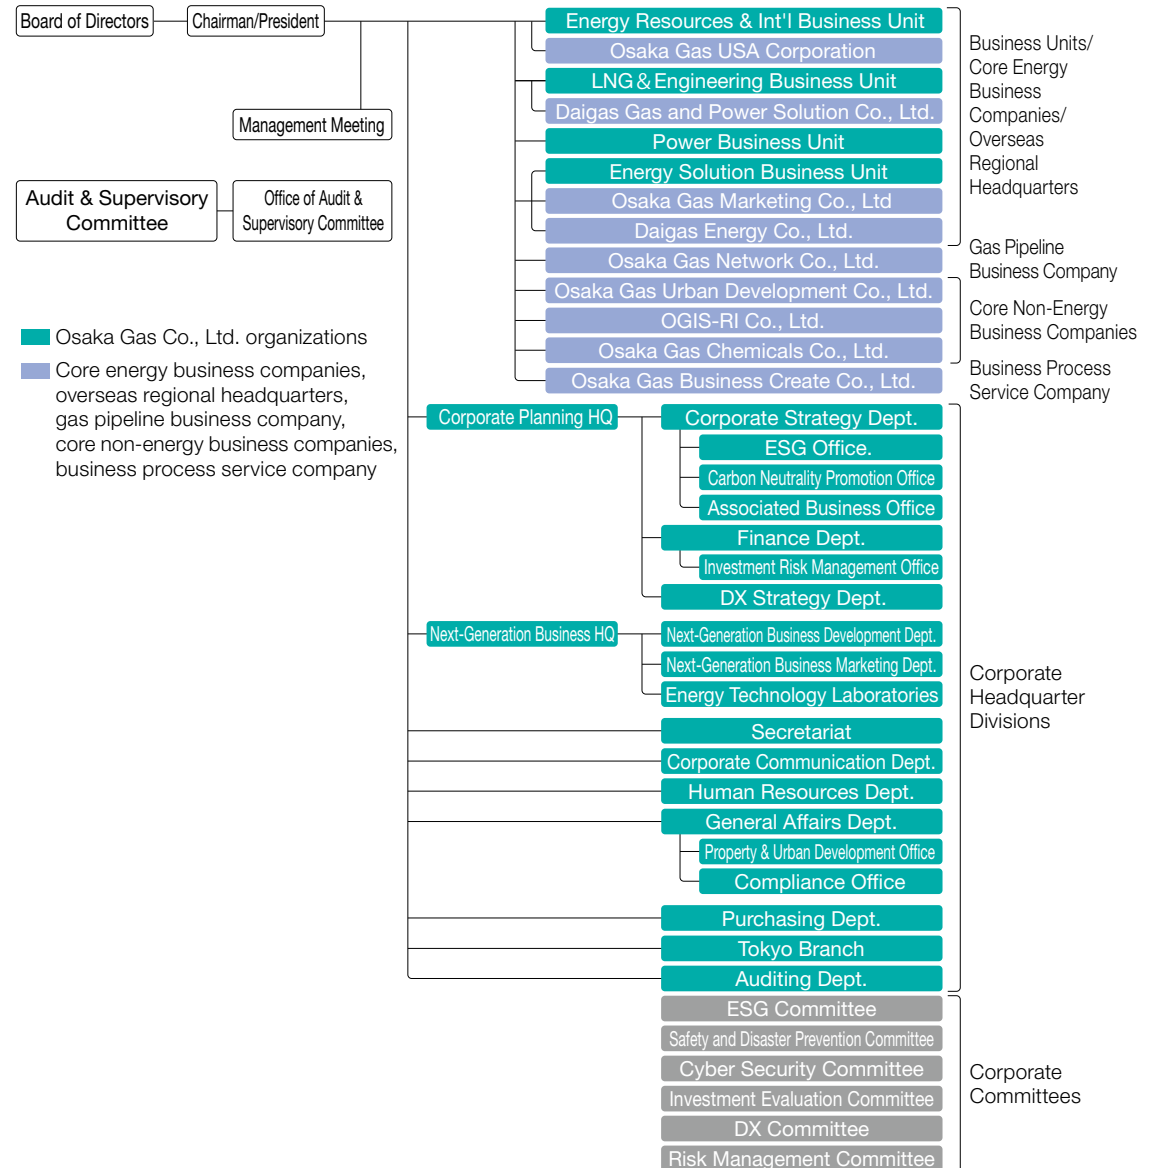 Board of Directors
Chairman/President
Management Meeting
Audit & Supervisory
Committee
Office of Audit &
Supervisory Committee
Osaka Gas Co., Ltd. organizations
Core energy business companies,
overseas regional headquarters,
gas pipeline business company,
core non-energy business companies,
business process service company
Energy Resources & Int'l Business Unit
Osaka Gas USA Corporation
LNG & Engineering Business Unit
Daigas Gas and Power Solution Co., Ltd.
Power Business Unit
Energy Solution Business Unit
Osaka Gas Marketing Co., Ltd
Daigas Energy Co., Ltd.
Osaka Gas Network Co., Ltd.
Osaka Gas Urban Development Co., Ltd.
OGIS-RI Co., Ltd.
Osaka Gas Chemicals Co., Ltd.
Osaka Gas Business Create Co., Ltd.
Business Units/
Core Energy
Business
Companies/
Overseas
Regional
Headquarters
Gas Pipeline
Business Company
Core Non-Energy
Business Companies
Business Process
Service Company
Corporate Planning HQ
Corporate Strategy Dept.
ESG Office.
Carbon Neutrality Promotion Office
Associated Business Office
Finance Dept.
Investment Risk Management Office
DX Strategy Dept.
Next-Generation Business HQ
Next-Generation Business Development Dept.
Next-Generation Business Marketing Dept.
Energy Technology Laboratories
Secretariat
Corporate Communication Dept.
Human Resources Dept.
General Affairs Dept.
Property & Urban Development Office
Compliance Office
Purchasing Dept.
Tokyo Branch
Auditing Dept.
Corporate
Headquarter
Divisions
ESG Committee
Safety and Disaster Prevention Committee
Cyber Security Committee
Investment Evaluation Committee
DX Committee
Risk Management Committee
Corporate
Committees